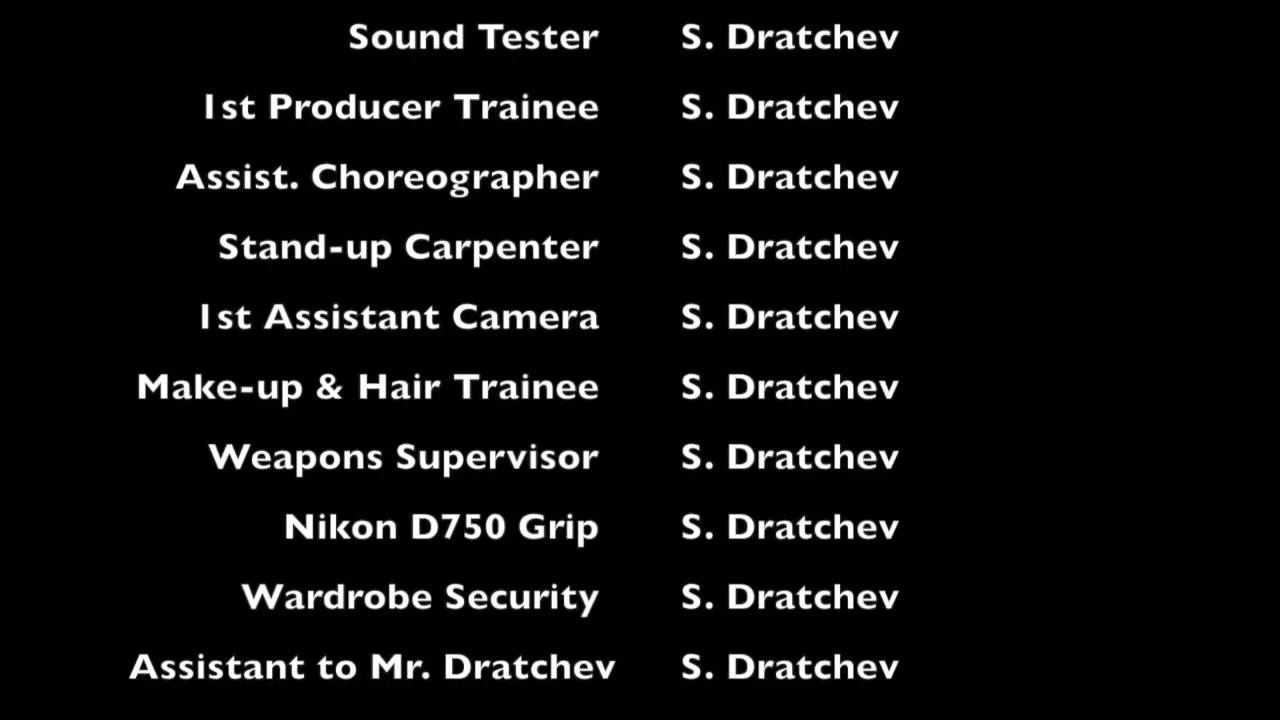 Sound Tester S. Dratchev
1st Producer Trainee S. Dratchev
Assist. Choreographer S. Dratchev
Stand-up Carpenter S. Dratchev
1st Assistant Camera S. Dratchev
Make-up & Hair Trainee S. Dratchev
Weapons Supervisor S. Dratchev
Nikon D750 Grip S. Dratchev
Wardrobe Security S. Dratchev
Assistant to Mr. Dratchev S. Dratchev